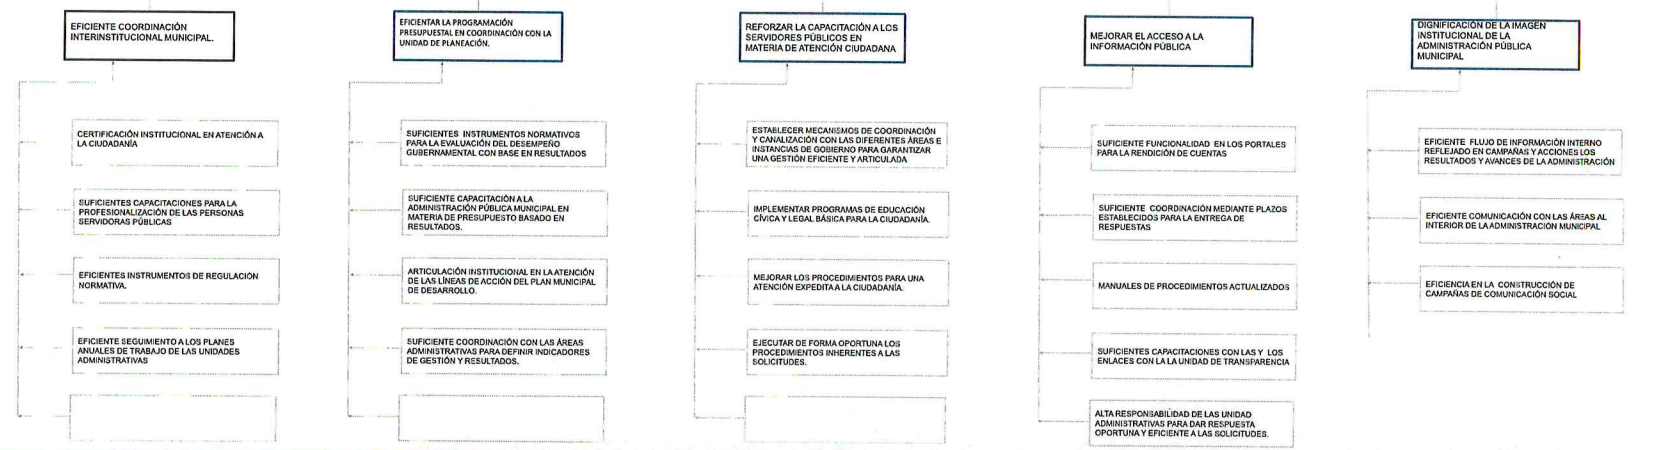 EFICIENTE COORDINACIÓN
INTERINSTITUCIONAL MUNICIPAL.
CERTIFICACIÓN INSTITUCIONAL EN ATENCIÓN A
LA CIUDADANÍA
SUFICIENTES CAPACITACIONES PARA LA
PROFESIONALIZACIÓN DE LAS PERSONAS
SERVIDORAS PÚBLICAS
EFICIENTES INSTRUMENTOS DE REGULACIÓN
NORMATIVA.
EFICIENTE SEGUIMIENTO A LOS PLANES
ANUALES DE TRABAJO DE LAS UNIDADES
ADMINISTRATIVAS
EFICIENTAR LA PROGRAMACIÓN
PRESUPUESTAL EN COORDINACIÓN CON LA
UNIDAD DE PLANEACIÓN.
SUFICIENTES INSTRUMENTOS NORMATIVOS
PARA LA EVALUACIÓN DEL DESEMPEÑO
GUBERNAMENTAL CON BASE EN RESULTADOS
SUFICIENTE CAPACITACIÓN A LA
ADMINISTRACIÓN PÚBLICA MUNICIPAL EN
MATERIA DE PRESUPUESTO BASADO EN
RESULTADOS.
ARTICULACIÓN INSTITUCIONAL EN LA ATENCIÓN
DE LAS LÍNEAS DE ACCIÓN DEL PLAN MUNICIPAL
DE DESARROLLO.
SUFICIENTE COORDINACIÓN CON LAS ÁREAS
ADMINISTRATIVAS PARA DEFINIR INDICADORES
DE GESTIÓN Y RESULTADOS.
REFORZAR LA CAPACITACIÓN A LOS
SERVIDORES PÚBLICOS EN
MATERIA DE ATENCIÓN CIUDADANA
ESTABLECER MECANISMOS DE COORDINACIÓN
Y CANALIZACIÓN CON LAS DIFERENTES ÁREAS E
INSTANCIAS DE GOBIERNO PARA GARANTIZAR
UNA GESTIÓN EFICIENTE Y ARTICULADA
IMPLEMENTAR PROGRAMAS DE EDUCACIÓN
CÍVICA Y LEGAL BÁSICA PARA LA CIUDADANÍA.
MEJORAR LOS PROCEDIMIENTOS PARA UNA
ATENCIÓN EXPEDITA A LA CIUDADANÍA.
EJECUTAR DE FORMA OPORTUNA LOS
PROCEDIMIENTOS INHERENTES A LAS
SOLICITUDES.
MEJORAR EL ACCESO A LA
INFORMACIÓN PÚBLICA
SUFICIENTE FUNCIONALIDAD EN LOS PORTALES
PARA LA RENDICIÓN DE CUENTAS
SUFICIENTE COORDINACIÓN MEDIANTE PLAZOS
ESTABLECIDOS PARA LA ENTREGA DE
RESPUESTAS
MANUALES DE PROCEDIMIENTOS ACTUALIZADOS
SUFICIENTES CAPACITACIONES CON LAS Y LOS
ENLACES CON LA LA UNIDAD DE TRANSPARENCIA
ALTA RESPONSABILIDAD DE LAS UNIDAD
ADMINISTRATIVAS PARA DAR RESPUESTA
OPORTUNA Y EFICIENTE A LAS SOLICITUDES.
DIGNIFICACIÓN DE LA IMAGEN
INSTITUCIONAL DE LA
ADMINISTRACIÓN PÚBLICA
MUNICIPAL
EFICIENTE FLUJO DE INFORMACIÓN INTERNO
REFLEJADO EN CAMPAÑAS Y ACCIONES LOS
RESULTADOS Y AVANCES DE LA ADMINISTRACIÓN
EFICIENTE COMUNICACIÓN CON LAS ÁREAS AL
INTERIOR DE LA ADMINISTRACIÓN MUNICIPAL
EFICIENCIA EN LA CONSTRUCCIÓN DE
CAMPAÑAS DE COMUNICACIÓN SOCIAL